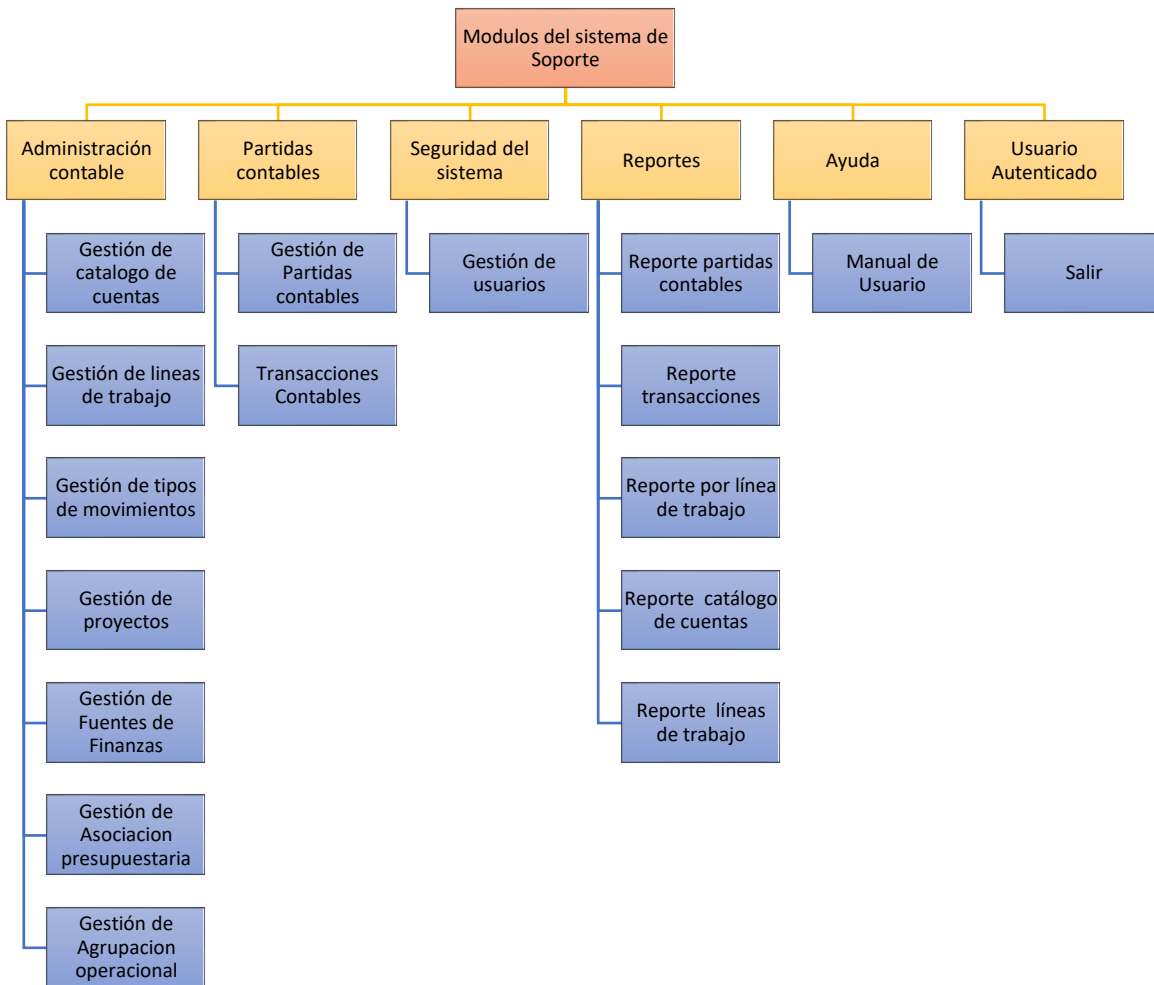 Modulos del sistema de
Soporte
Administración
contable
Partidas
contables
Seguridad del
sistema
Reportes
Ayuda
Usuario
Autenticado
Gestión de
catalogo de
cuentas
Gestión de lineas
de trabajo
Gestión de tipos
de movimientos
Gestión de
proyectos
Gestión de
Fuentes de
Finanzas
Gestión de
Asociacion
presupuestaria
Gestión de
Agrupacion
operacional
Gestión de
Partidas
contables
Transacciones
Contables
Gestión de
usuarios
Reporte partidas
contables
Reporte
transacciones
Reporte por línea
de trabajo
Reporte catálogo
de cuentas
Reporte líneas
de trabajo
Manual de
Usuario
Salir